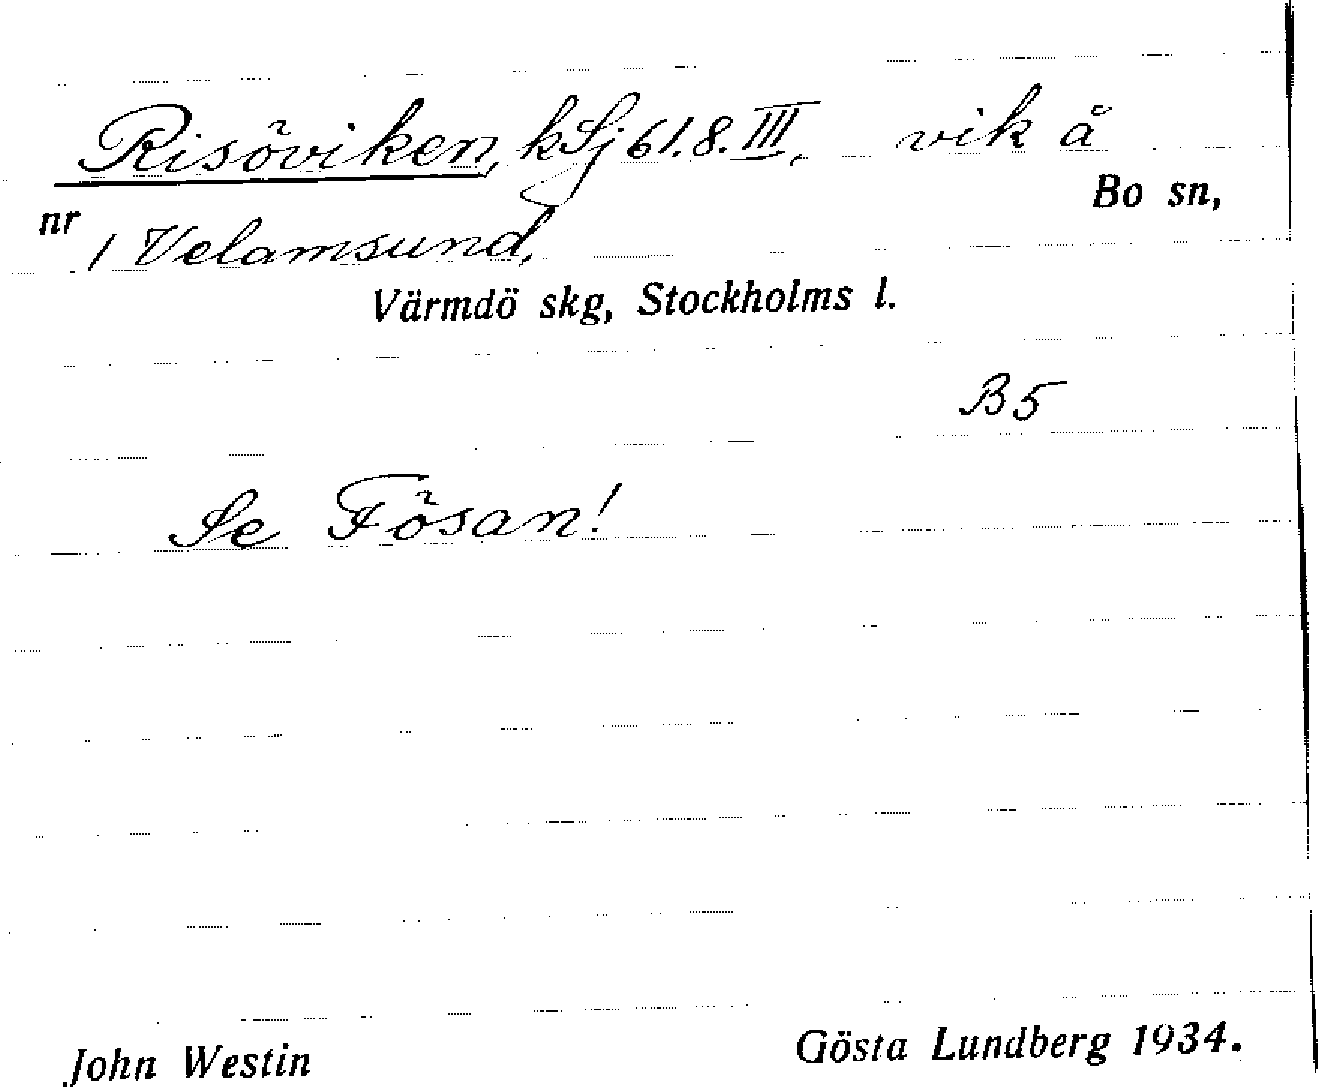 Risöviken, kSj 61.8.III, vik å
Bo sn,
nr 1 Velamsund,
Värmdö skg, Stockholms l.
B5
Se Fösan!
John Westin Gösta Lundberg 1934.